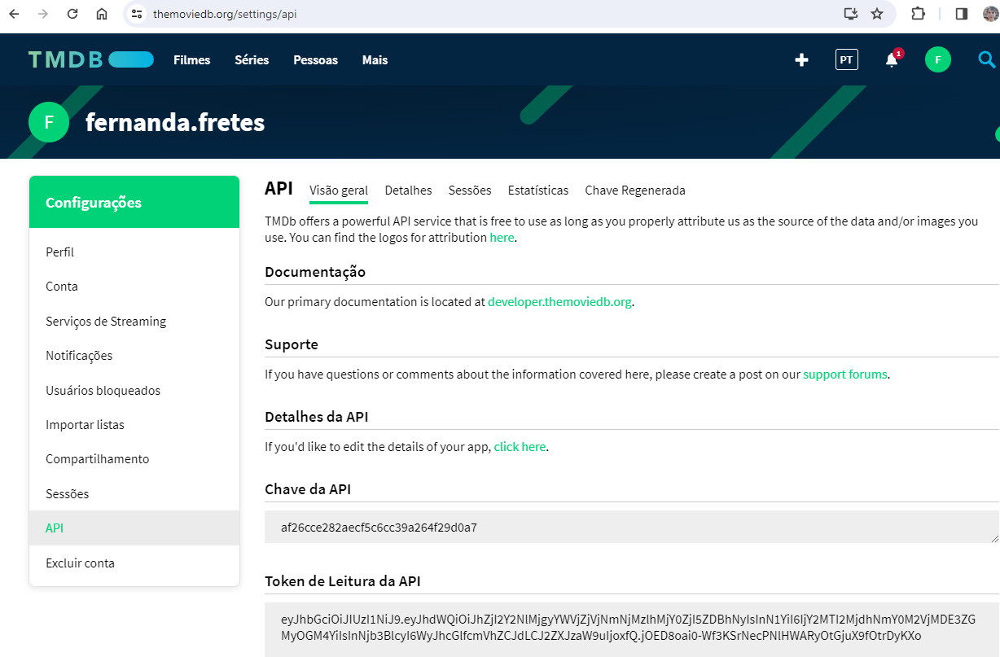 themoviedb.org/settings/api
TMDB Filmes Séries Pessoas Mais PT 1 F
F fernanda.fretes
Configurações
Perfil
Conta
Serviços de Streaming
Notificações
Usuários bloqueados
Importar listas
Compartilhamento
Sessões
API
Excluir conta
API Visão geral Detalhes Sessões Estatísticas Chave Regenerada
TMDb offers a powerful API service that is free to use as long as you properly attribute us as the source of the data and/or images you
use. You can find the logos for attribution here.
Documentação
Our primary documentation is located at developer.themoviedb.org.
Suporte
If you have questions or comments about the information covered here, please create a post on our support forums.
Detalhes da API
If you'd like to edit the details of your app, click here.
Chave da API
af26cce282aecf5c6cc39a264f29d0a7
Token de Leitura da API